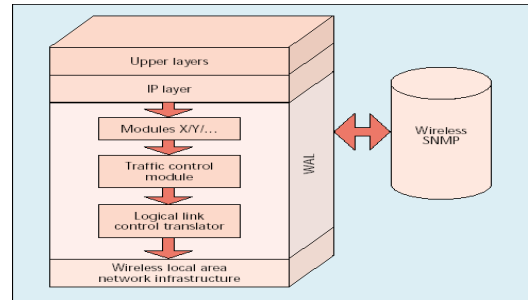 Upper layers
IP layer
Modules X/Y/...
Traffic control
module
Logical link
control translator
Wireless local area
network infrastructure
WAL
Wireless
SNMP